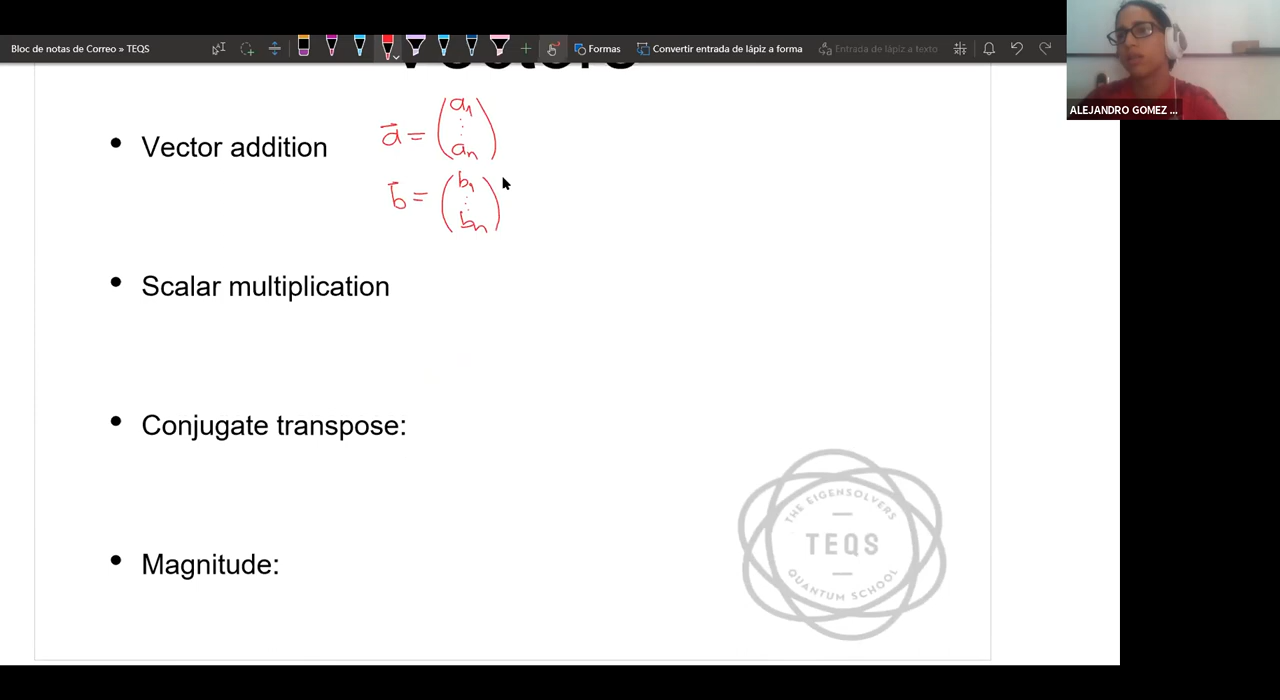 Bloc de notas de Correo » TEQS
Formas
Convertir entrada de lápiz a forma
Entrada de lápiz a texto
ALEJANDRO GOMEZ ...
Vectors
• Vector addition
a⃗ = (a₁ ⋮ aₙ)
b⃗ = (b₁ ⋮ bₙ)
• Scalar multiplication
• Conjugate transpose:
• Magnitude:
THE EIGENSOLVERS
TEQS
QUANTUM SCHOOL